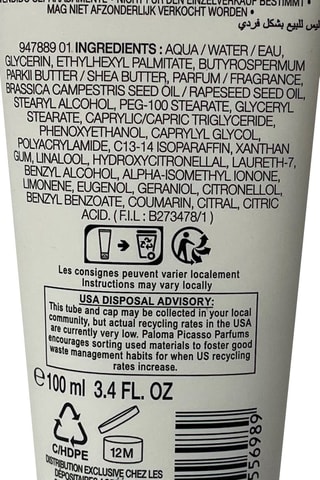 MAG NIET AFZONDERLIJK VERKOCHT WORDEN •
ليس للبيع بشكل فردي
947889 01 INGREDIENTS : AQUA / WATER / EAU,
GLYCERIN, ETHYLHEXYL PALMITATE, BUTYROSPERMUM
PARKII BUTTER / SHEA BUTTER, PARFUM / FRAGRANCE,
BRASSICA CAMPESTRIS SEED OIL / RAPESEED SEED OIL,
STEARYL ALCOHOL, PEG-100 STEARATE, GLYCERYL
STEARATE, CAPRYLIC/CAPRIC TRIGLYCERIDE,
PHENOXYETHANOL, CAPRYLYL GLYCOL,
POLYACRYLAMIDE, C13-14 ISOPARAFFIN, XANTHAN
GUM, LINALOOL, HYDROXYCITRONELLAL, LAURETH-7,
BENZYL ALCOHOL, ALPHA-ISOMETHYL IONONE,
LIMONENE, EUGENOL, GERANIOL, CITRONELLOL,
BENZYL BENZOATE, COUMARIN, CITRAL, CITRIC
ACID. ( F.I.L : B273478/1 )
Les consignes peuvent varier localement
Instructions may vary locally
USA DISPOSAL ADVISORY:
This tube and cap may be collected in your local
community, but actual recycling rates in the USA
are currently very low. Paloma Picasso Parfums
encourages sorting used materials to foster good
waste management habits for when US recycling
rates increase.
e 100 ml 3.4 FL. OZ
C/HDPE
12M
556989
DISTRIBUTION EXCLUSIVE CHEZ LES